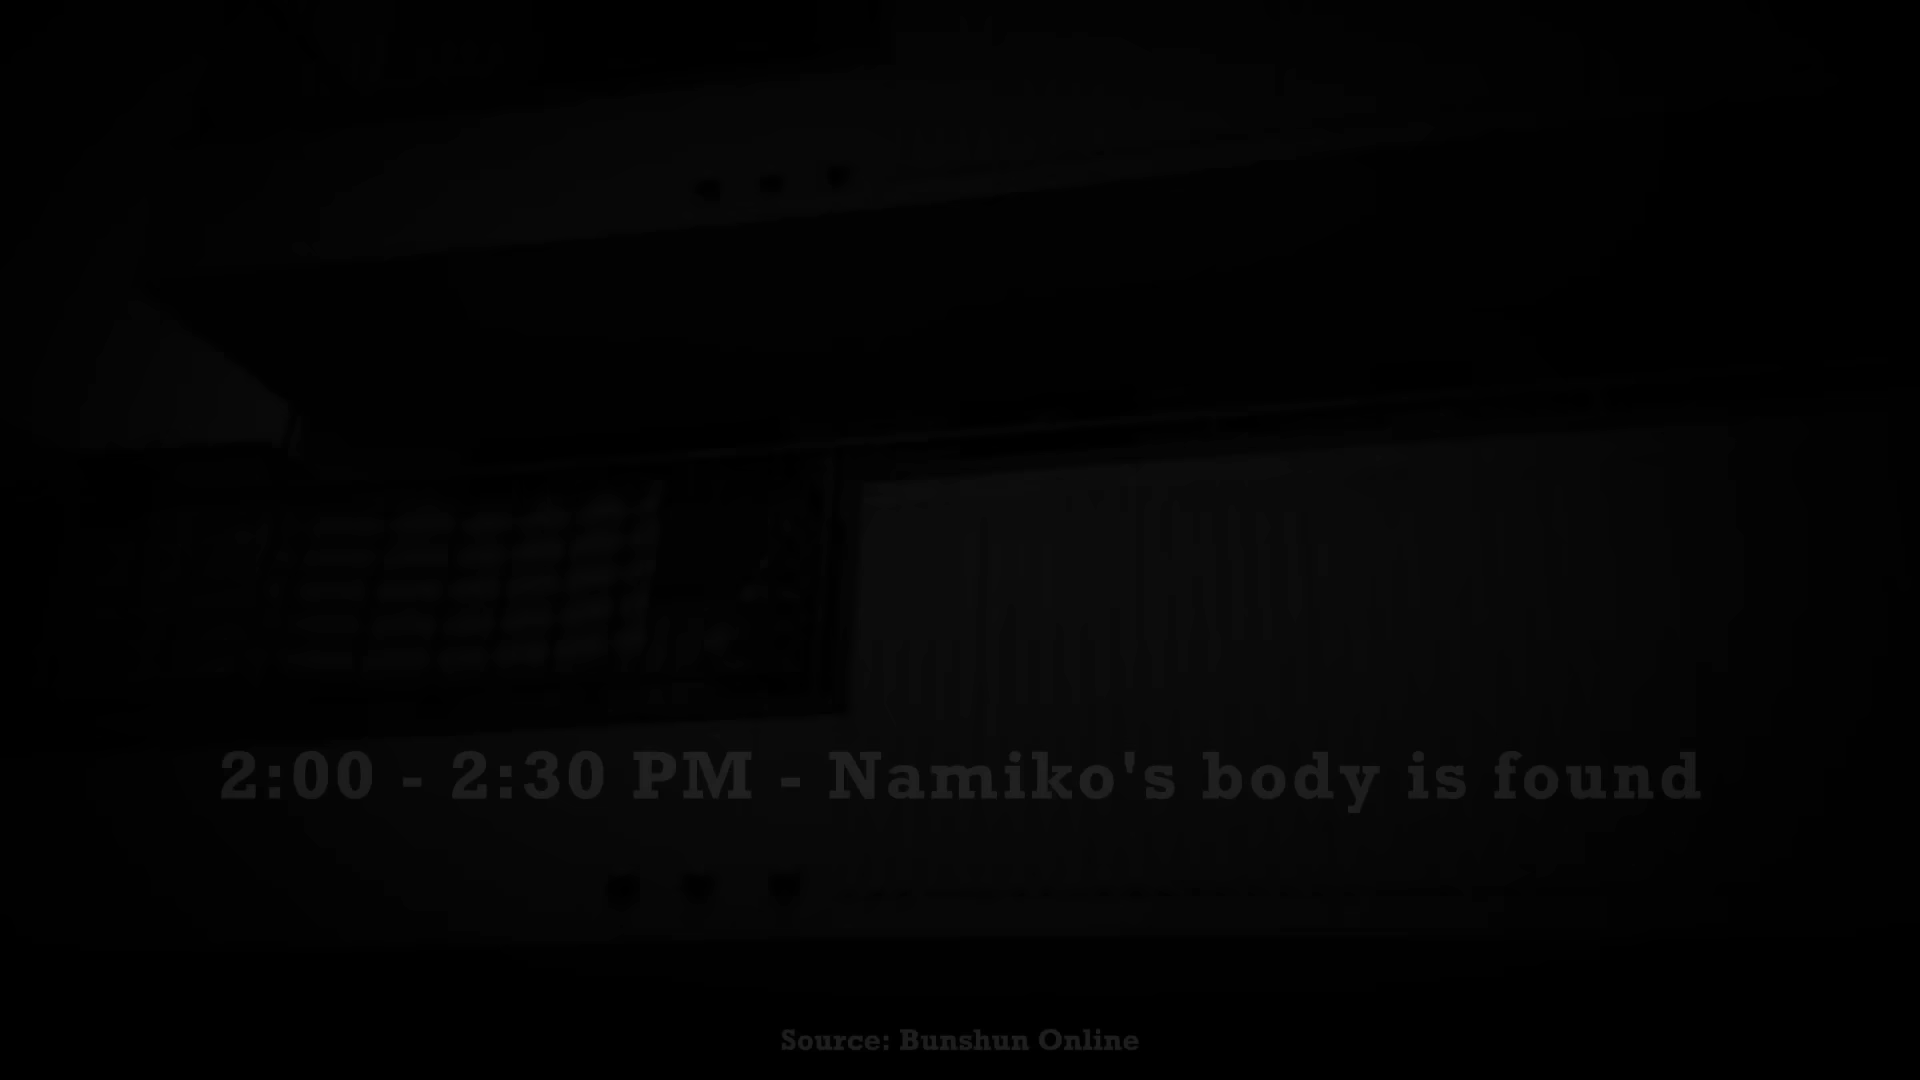 2:00 - 2:30 PM - Namiko's body is found
Source: Bunshun Online